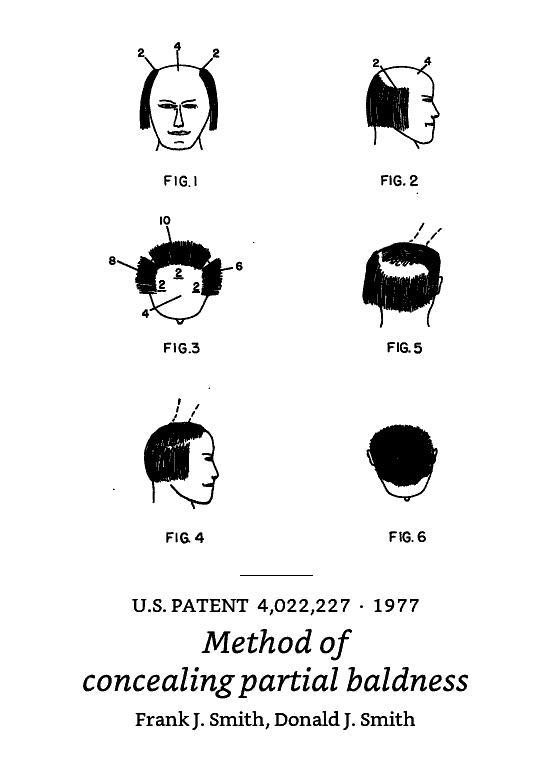 2 4 2
2 4
FIG.1
FIG. 2
10
8 6
2
2 2
4
FIG.3
FIG.5
FIG. 4
FIG. 6
U.S. PATENT 4,022,227 · 1977
Method of
concealing partial baldness
Frank J. Smith, Donald J. Smith